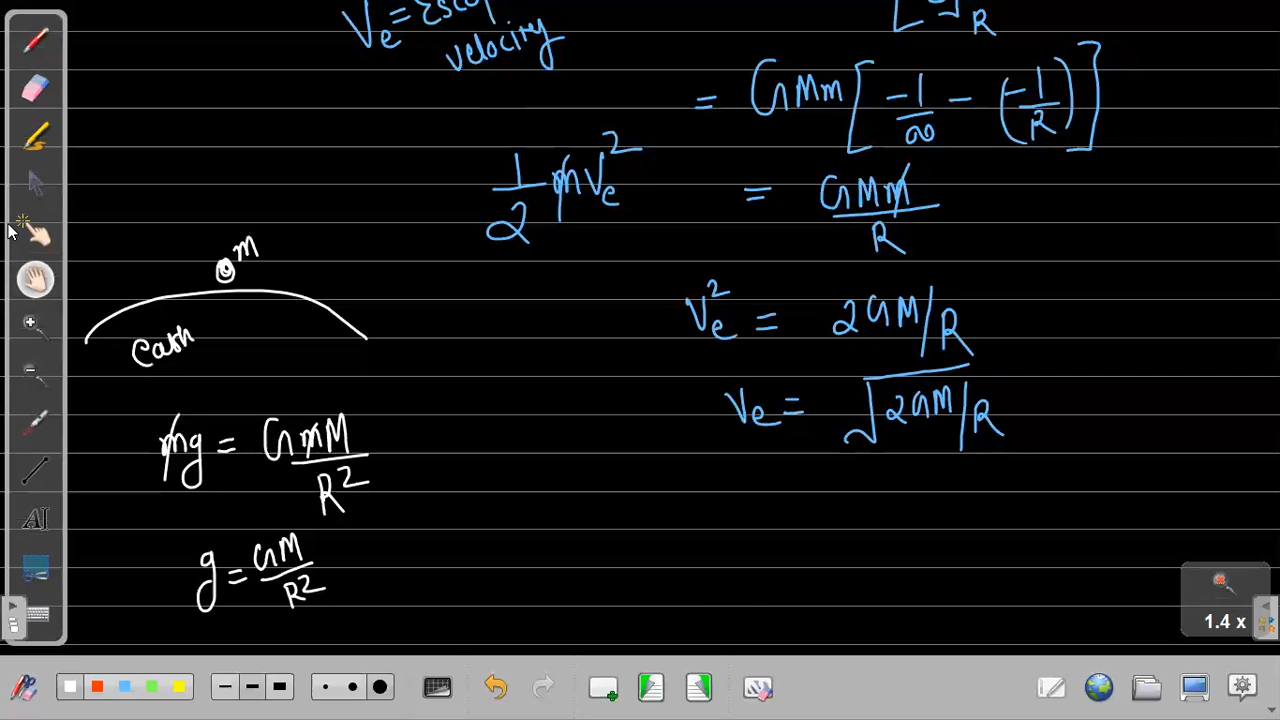 Ve = Escap
velocity
R
= GMm [ -1/∞ - (-1/R) ]
1/2 mVe² = GMm/R
m
Ve² = 2GM/R
Earth
Ve = √2GM/R
mg = GmM/R²
g = GM/R²
AI
1.4 x